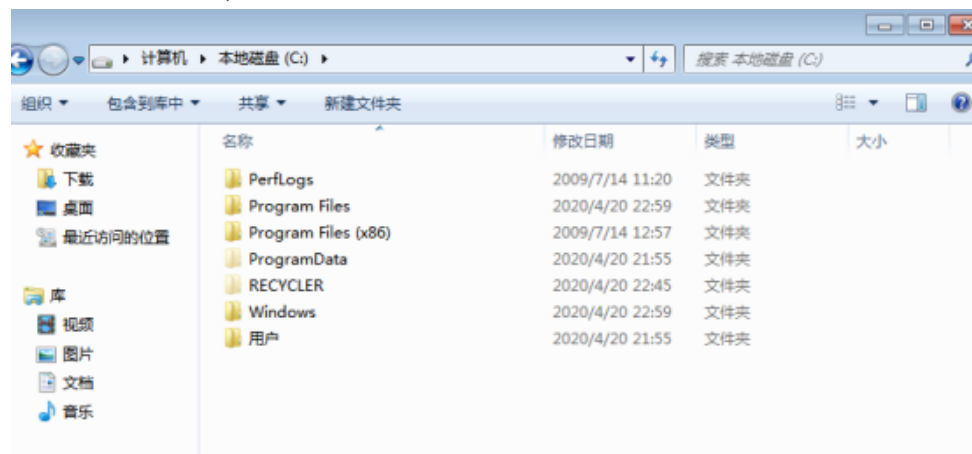 计算机 本地磁盘 (C:) 搜索 本地磁盘 (C:)
组织 包含到库中 共享 新建文件夹
收藏夹
下载
桌面
最近访问的位置
库
视频
图片
文档
音乐
名称 修改日期 类型 大小
PerfLogs 2009/7/14 11:20 文件夹
Program Files 2020/4/20 22:59 文件夹
Program Files (x86) 2009/7/14 12:57 文件夹
ProgramData 2020/4/20 21:55 文件夹
RECYCLER 2020/4/20 22:45 文件夹
Windows 2020/4/20 22:59 文件夹
用户 2020/4/20 21:55 文件夹